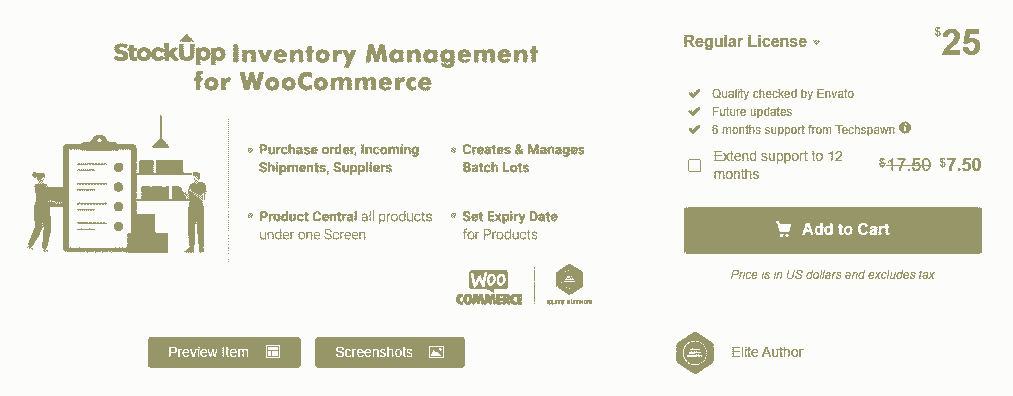 StockUpp Inventory Management
for WooCommerce
Purchase order, Incoming
Shipments, Suppliers
Creates & Manages
Batch Lots
Product Central all products
under one Screen
Set Expiry Date
for Products
WOO
COMMERCE
ELITE AUTHOR
Preview Item
Screenshots
Regular License
$25
Quality checked by Envato
Future updates
6 months support from Techspawn
Extend support to 12
months
$17.50 $7.50
Add to Cart
Price is in US dollars and excludes tax
Elite Author